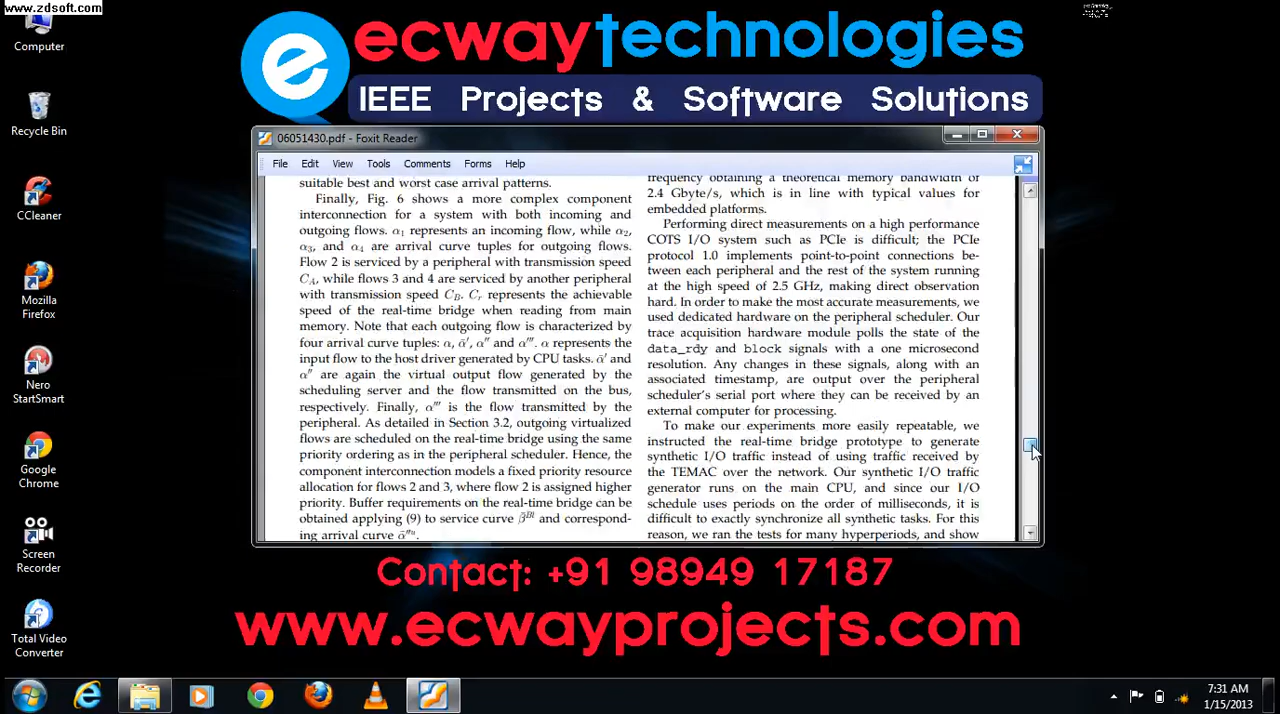 www.zdsoft.com
ecwaytechnologies
IEEE Projects & Software Solutions
Computer
Recycle Bin
CCleaner
Mozilla
Firefox
Nero
StartSmart
Google
Chrome
Screen
Recorder
Total Video
Converter
06051430.pdf - Foxit Reader
File Edit View Tools Comments Forms Help
suitable best and worst case arrival patterns.
Finally, Fig. 6 shows a more complex component
interconnection for a system with both incoming and
outgoing flows. α₁ represents an incoming flow, while α₂,
α₃, and α₄ are arrival curve tuples for outgoing flows.
Flow 2 is serviced by a peripheral with transmission speed
C_A, while flows 3 and 4 are serviced by another peripheral
with transmission speed C_B. C_r represents the achievable
speed of the real-time bridge when reading from main
memory. Note that each outgoing flow is characterized by
four arrival curve tuples: α, ᾱ′, α″ and α‴. α represents the
input flow to the host driver generated by CPU tasks. ᾱ′ and
α″ are again the virtual output flow generated by the
scheduling server and the flow transmitted on the bus,
respectively. Finally, α‴ is the flow transmitted by the
peripheral. As detailed in Section 3.2, outgoing virtualized
flows are scheduled on the real-time bridge using the same
priority ordering as in the peripheral scheduler. Hence, the
component interconnection models a fixed priority resource
allocation for flows 2 and 3, where flow 2 is assigned higher
priority. Buffer requirements on the real-time bridge can be
obtained applying (9) to service curve and correspond-
ing arrival curve
frequency obtaining a theoretical memory bandwidth of
2.4 Gbyte/s, which is in line with typical values for
embedded platforms.
Performing direct measurements on a high performance
COTS I/O system such as PCIe is difficult; the PCIe
protocol 1.0 implements point-to-point connections be-
tween each peripheral and the rest of the system running
at the high speed of 2.5 GHz, making direct observation
hard. In order to make the most accurate measurements, we
used dedicated hardware on the peripheral scheduler. Our
trace acquisition hardware module polls the state of the
data_rdy and block signals with a one microsecond
resolution. Any changes in these signals, along with an
associated timestamp, are output over the peripheral
scheduler's serial port where they can be received by an
external computer for processing.
To make our experiments more easily repeatable, we
instructed the real-time bridge prototype to generate
synthetic I/O traffic instead of using traffic received by
the TEMAC over the network. Our synthetic I/O traffic
generator runs on the main CPU, and since our I/O
schedule uses periods on the order of milliseconds, it is
difficult to exactly synchronize all synthetic tasks. For this
reason, we ran the tests for many hyperperiods, and show
Contact: +91 98949 17187
www.ecwayprojects.com
7:31 AM
1/15/2013